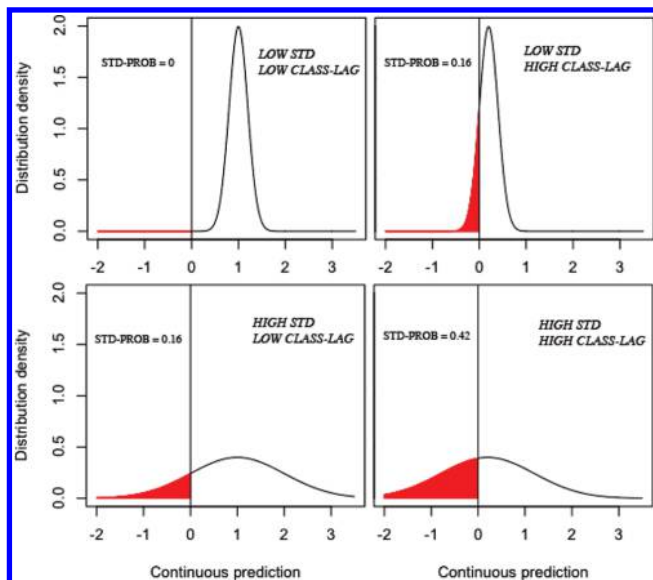 Distribution density
2.0
1.5
1.0
0.5
0.0
STD-PROB = 0
LOW STD
LOW CLASS-LAG
-2 -1 0 1 2 3
STD-PROB = 0.16
LOW STD
HIGH CLASS-LAG
-2 -1 0 1 2 3
Distribution density
2.0
1.5
1.0
0.5
0.0
STD-PROB = 0.16
HIGH STD
LOW CLASS-LAG
-2 -1 0 1 2 3
Continuous prediction
STD-PROB = 0.42
HIGH STD
HIGH CLASS-LAG
-2 -1 0 1 2 3
Continuous prediction